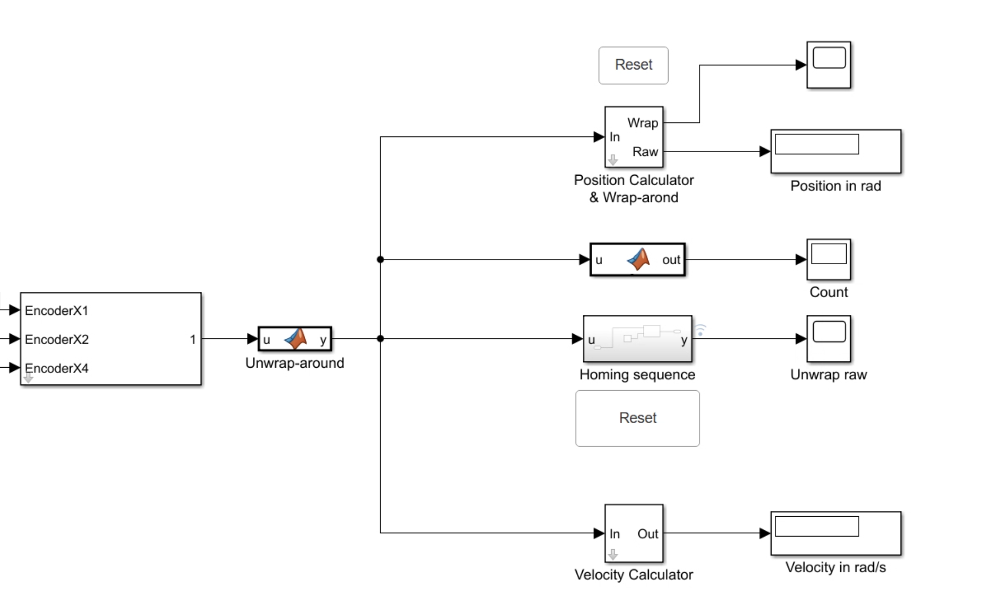 Reset
Wrap
In
Raw
Position Calculator
& Wrap-arond
Position in rad
u
out
Count
EncoderX1
EncoderX2
1
EncoderX4
u
y
Unwrap-around
u
y
Homing sequence
Unwrap raw
Reset
In
Out
Velocity Calculator
Velocity in rad/s